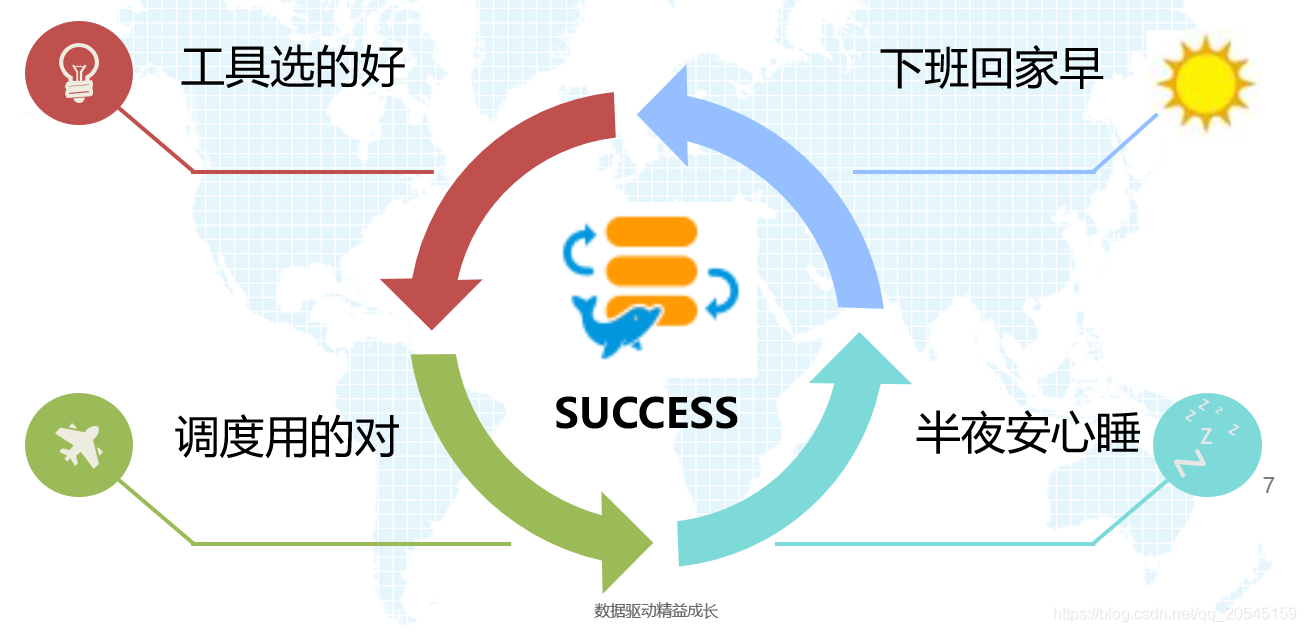 工具选的好
下班回家早
SUCCESS
调度用的对
半夜安心睡
z z z z z Z Z
7
数据驱动精益成长
https://blog.csdn.net/qq_20545159